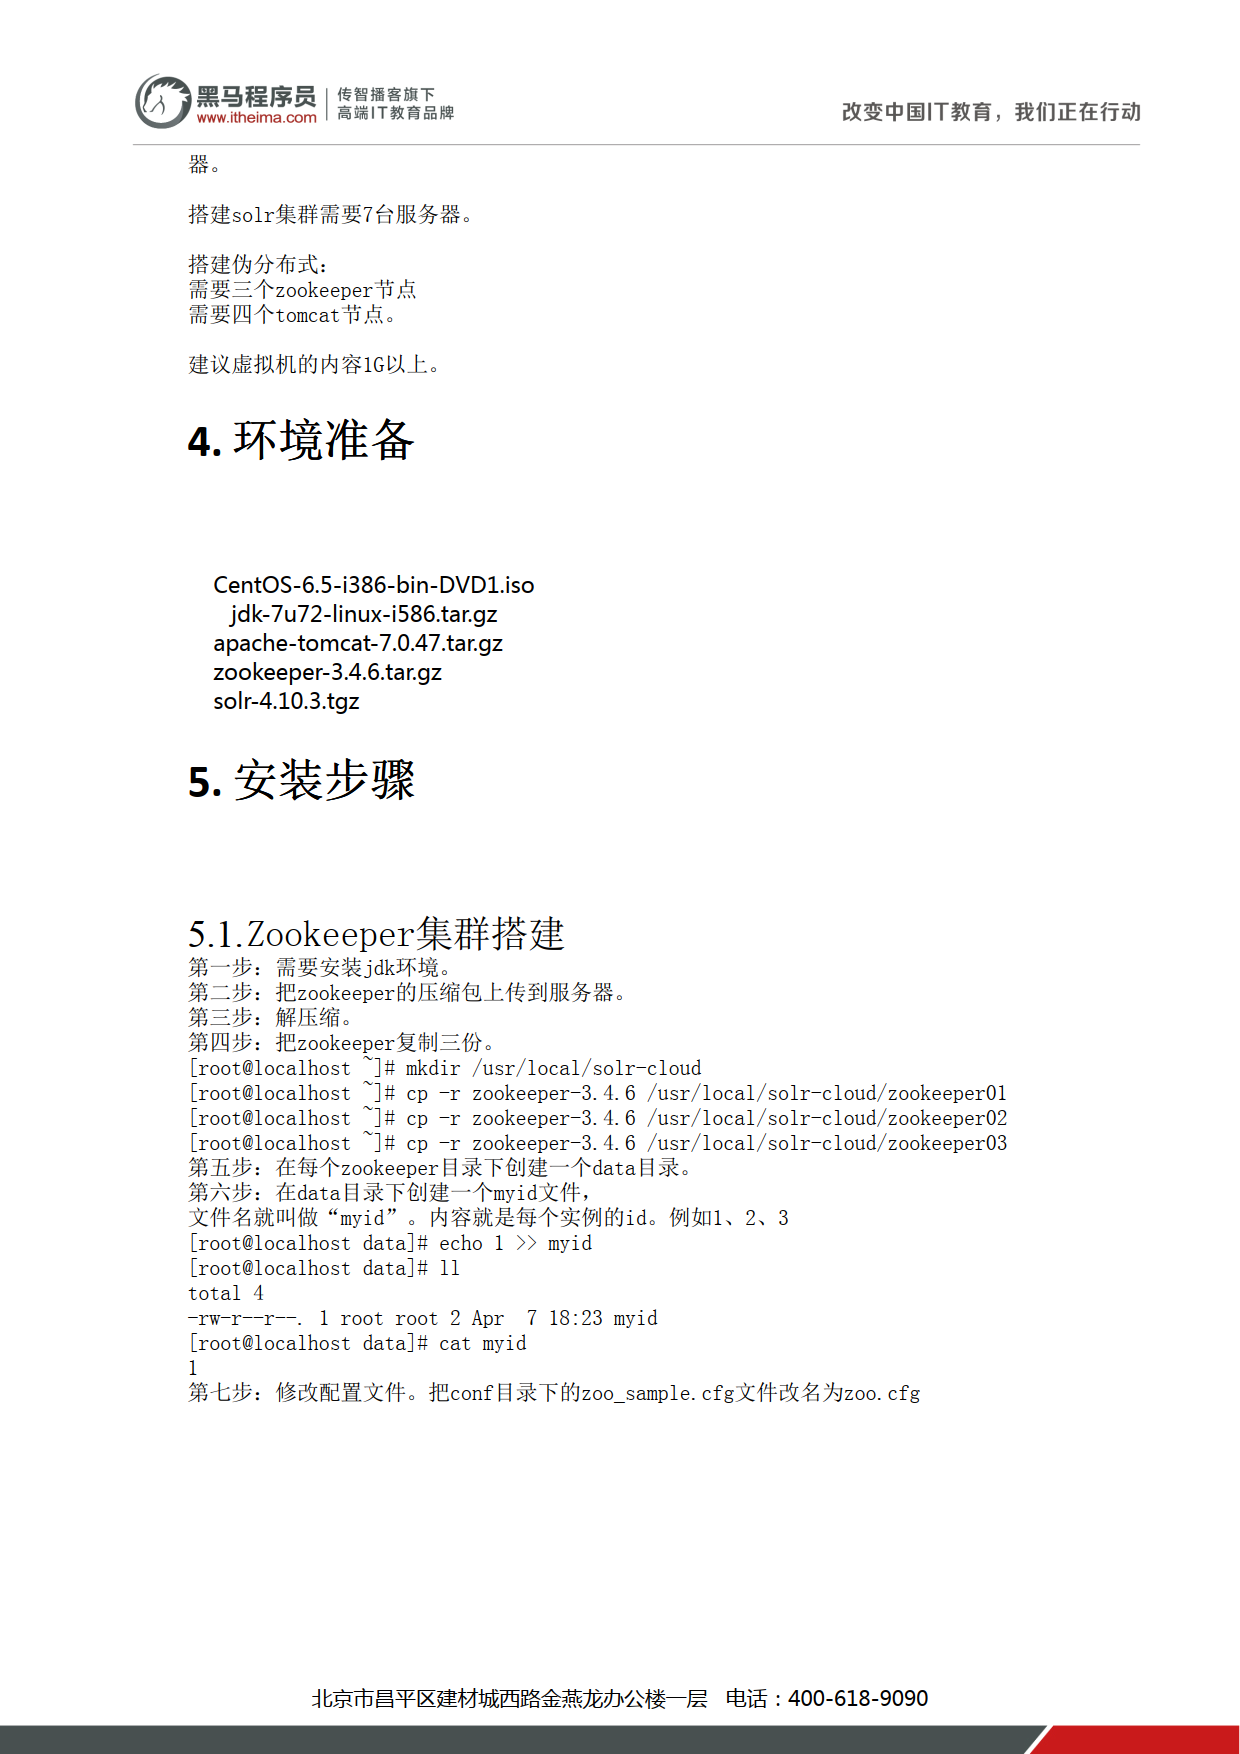 黑马程序员
www.itheima.com
传智播客旗下
高端IT教育品牌
改变中国IT教育，我们正在行动
器。
搭建solr集群需要7台服务器。
搭建伪分布式：
需要三个zookeeper节点
需要四个tomcat节点。
建议虚拟机的内容1G以上。
4. 环境准备
CentOS-6.5-i386-bin-DVD1.iso
jdk-7u72-linux-i586.tar.gz
apache-tomcat-7.0.47.tar.gz
zookeeper-3.4.6.tar.gz
solr-4.10.3.tgz
5. 安装步骤
5.1.Zookeeper集群搭建
第一步：需要安装jdk环境。
第二步：把zookeeper的压缩包上传到服务器。
第三步：解压缩。
第四步：把zookeeper复制三份。
[root@localhost ~]# mkdir /usr/local/solr-cloud
[root@localhost ~]# cp -r zookeeper-3.4.6 /usr/local/solr-cloud/zookeeper01
[root@localhost ~]# cp -r zookeeper-3.4.6 /usr/local/solr-cloud/zookeeper02
[root@localhost ~]# cp -r zookeeper-3.4.6 /usr/local/solr-cloud/zookeeper03
第五步：在每个zookeeper目录下创建一个data目录。
第六步：在data目录下创建一个myid文件，
文件名就叫做“myid”。内容就是每个实例的id。例如1、2、3
[root@localhost data]# echo 1 >> myid
[root@localhost data]# ll
total 4
-rw-r--r--. 1 root root 2 Apr  7 18:23 myid
[root@localhost data]# cat myid
1
第七步：修改配置文件。把conf目录下的zoo_sample.cfg文件改名为zoo.cfg
北京市昌平区建材城西路金燕龙办公楼一层   电话：400-618-9090